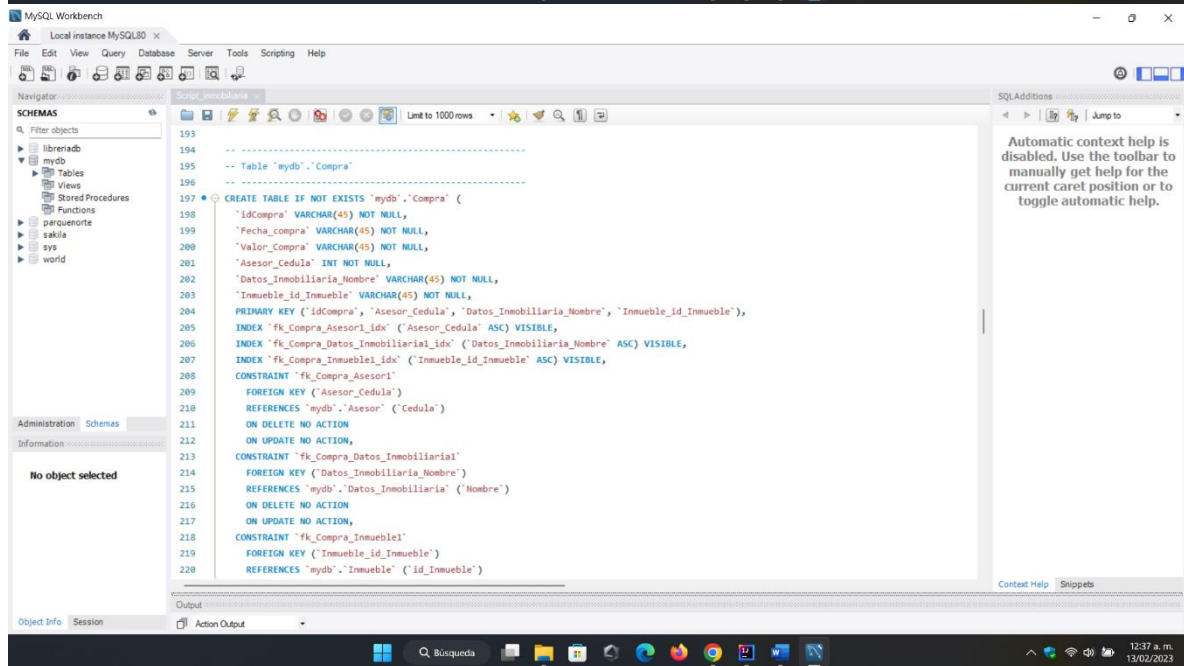 MySQL Workbench
Local instance MySQL80
File Edit View Query Database Server Tools Scripting Help
Navigator
SCHEMAS
Filter objects
libreriadb
mydb
Tables
Views
Stored Procedures
Functions
parquenorte
sakila
sys
world
Administration Schemas
Information
No object selected
Object Info Session
Script_inmobiliaria
Limit to 1000 rows
193
194 -- -----------------------------------------------------
195 -- Table `mydb`.`Compra`
196 -- -----------------------------------------------------
197 CREATE TABLE IF NOT EXISTS `mydb`.`Compra` (
198 `idCompra` VARCHAR(45) NOT NULL,
199 `Fecha_compra` VARCHAR(45) NOT NULL,
200 `Valor_Compra` VARCHAR(45) NOT NULL,
201 `Asesor_Cedula` INT NOT NULL,
202 `Datos_Inmobiliaria_Nombre` VARCHAR(45) NOT NULL,
203 `Inmueble_id_Inmueble` VARCHAR(45) NOT NULL,
204 PRIMARY KEY (`idCompra`, `Asesor_Cedula`, `Datos_Inmobiliaria_Nombre`, `Inmueble_id_Inmueble`),
205 INDEX `fk_Compra_Asesor1_idx` (`Asesor_Cedula` ASC) VISIBLE,
206 INDEX `fk_Compra_Datos_Inmobiliaria1_idx` (`Datos_Inmobiliaria_Nombre` ASC) VISIBLE,
207 INDEX `fk_Compra_Inmueble1_idx` (`Inmueble_id_Inmueble` ASC) VISIBLE,
208 CONSTRAINT `fk_Compra_Asesor1`
209 FOREIGN KEY (`Asesor_Cedula`)
210 REFERENCES `mydb`.`Asesor` (`Cedula`)
211 ON DELETE NO ACTION
212 ON UPDATE NO ACTION,
213 CONSTRAINT `fk_Compra_Datos_Inmobiliaria1`
214 FOREIGN KEY (`Datos_Inmobiliaria_Nombre`)
215 REFERENCES `mydb`.`Datos_Inmobiliaria` (`Nombre`)
216 ON DELETE NO ACTION
217 ON UPDATE NO ACTION,
218 CONSTRAINT `fk_Compra_Inmueble1`
219 FOREIGN KEY (`Inmueble_id_Inmueble`)
220 REFERENCES `mydb`.`Inmueble` (`id_Inmueble`)
Output
Action Output
SQLAdditions
Jump to
Automatic context help is
disabled. Use the toolbar to
manually get help for the
current caret position or to
toggle automatic help.
Context Help Snippets
Búsqueda
12:37 a. m.
13/02/2023